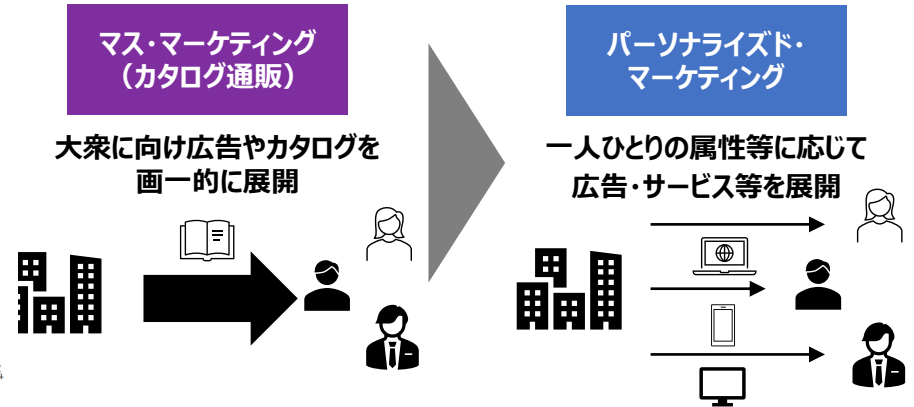 マス・マーケティング
（カタログ通販）
大衆に向け広告やカタログを
画一的に展開
パーソナライズド・
マーケティング
一人ひとりの属性等に応じて
広告・サービス等を展開